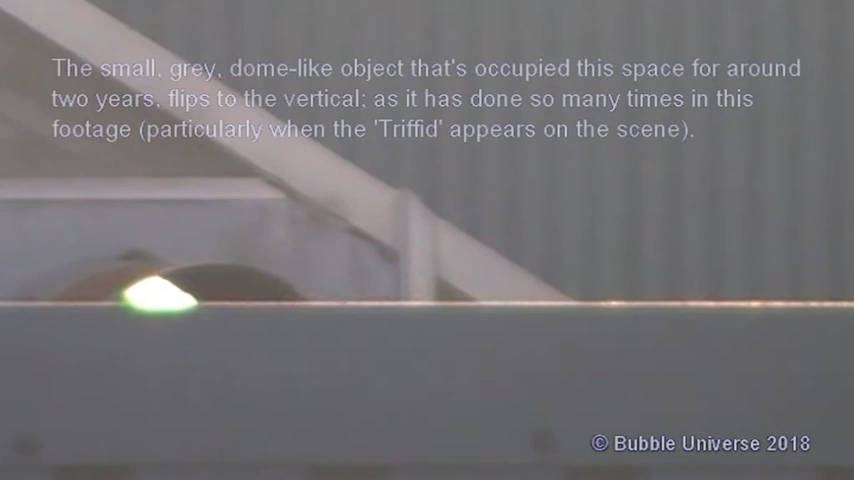 The small, grey, dome-like object that's occupied this space for around
two years, flips to the vertical; as it has done so many times in this
footage (particularly when the 'Triffid' appears on the scene).
© Bubble Universe 2018